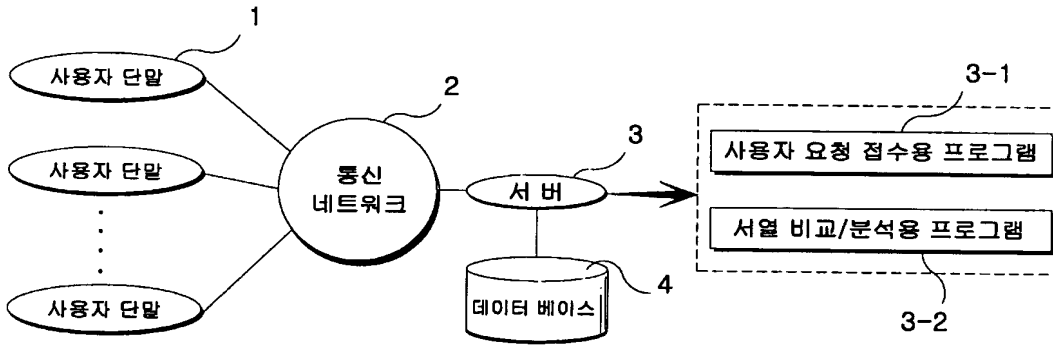 1
사용자 단말
2
3-1
사용자 요청 접수용 프로그램
3
통신
네트워크
사용자 단말
서 버
서열 비교/분석용 프로그램
4
데이터 베이스
사용자 단말
3-2